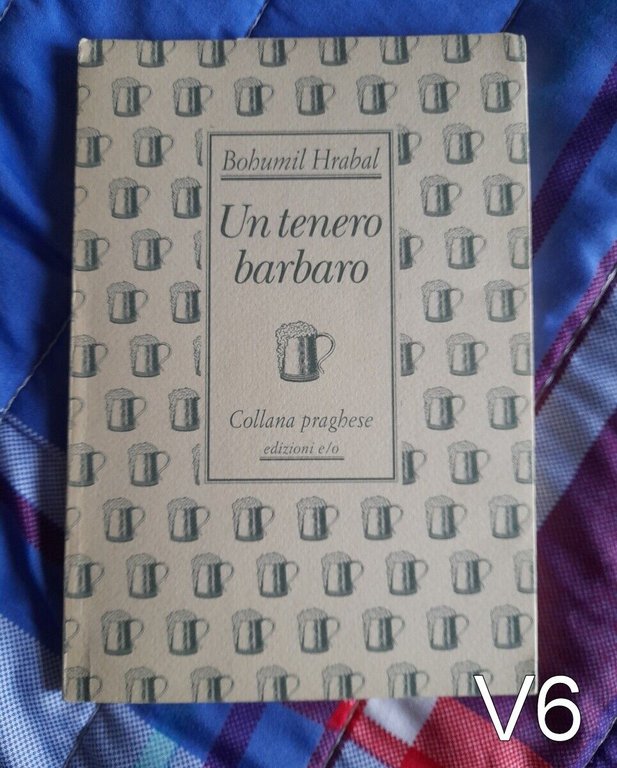 Bohumil Hrabal
Un tenero
barbaro
Collana praghese
edizioni e/o
V6